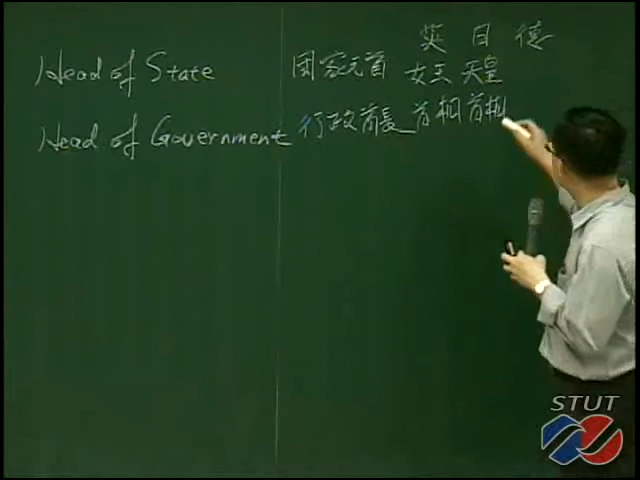 英 日 德
Head of State 國家元首 女王 天皇
Head of Government 行政首長 首相 首相
STUT